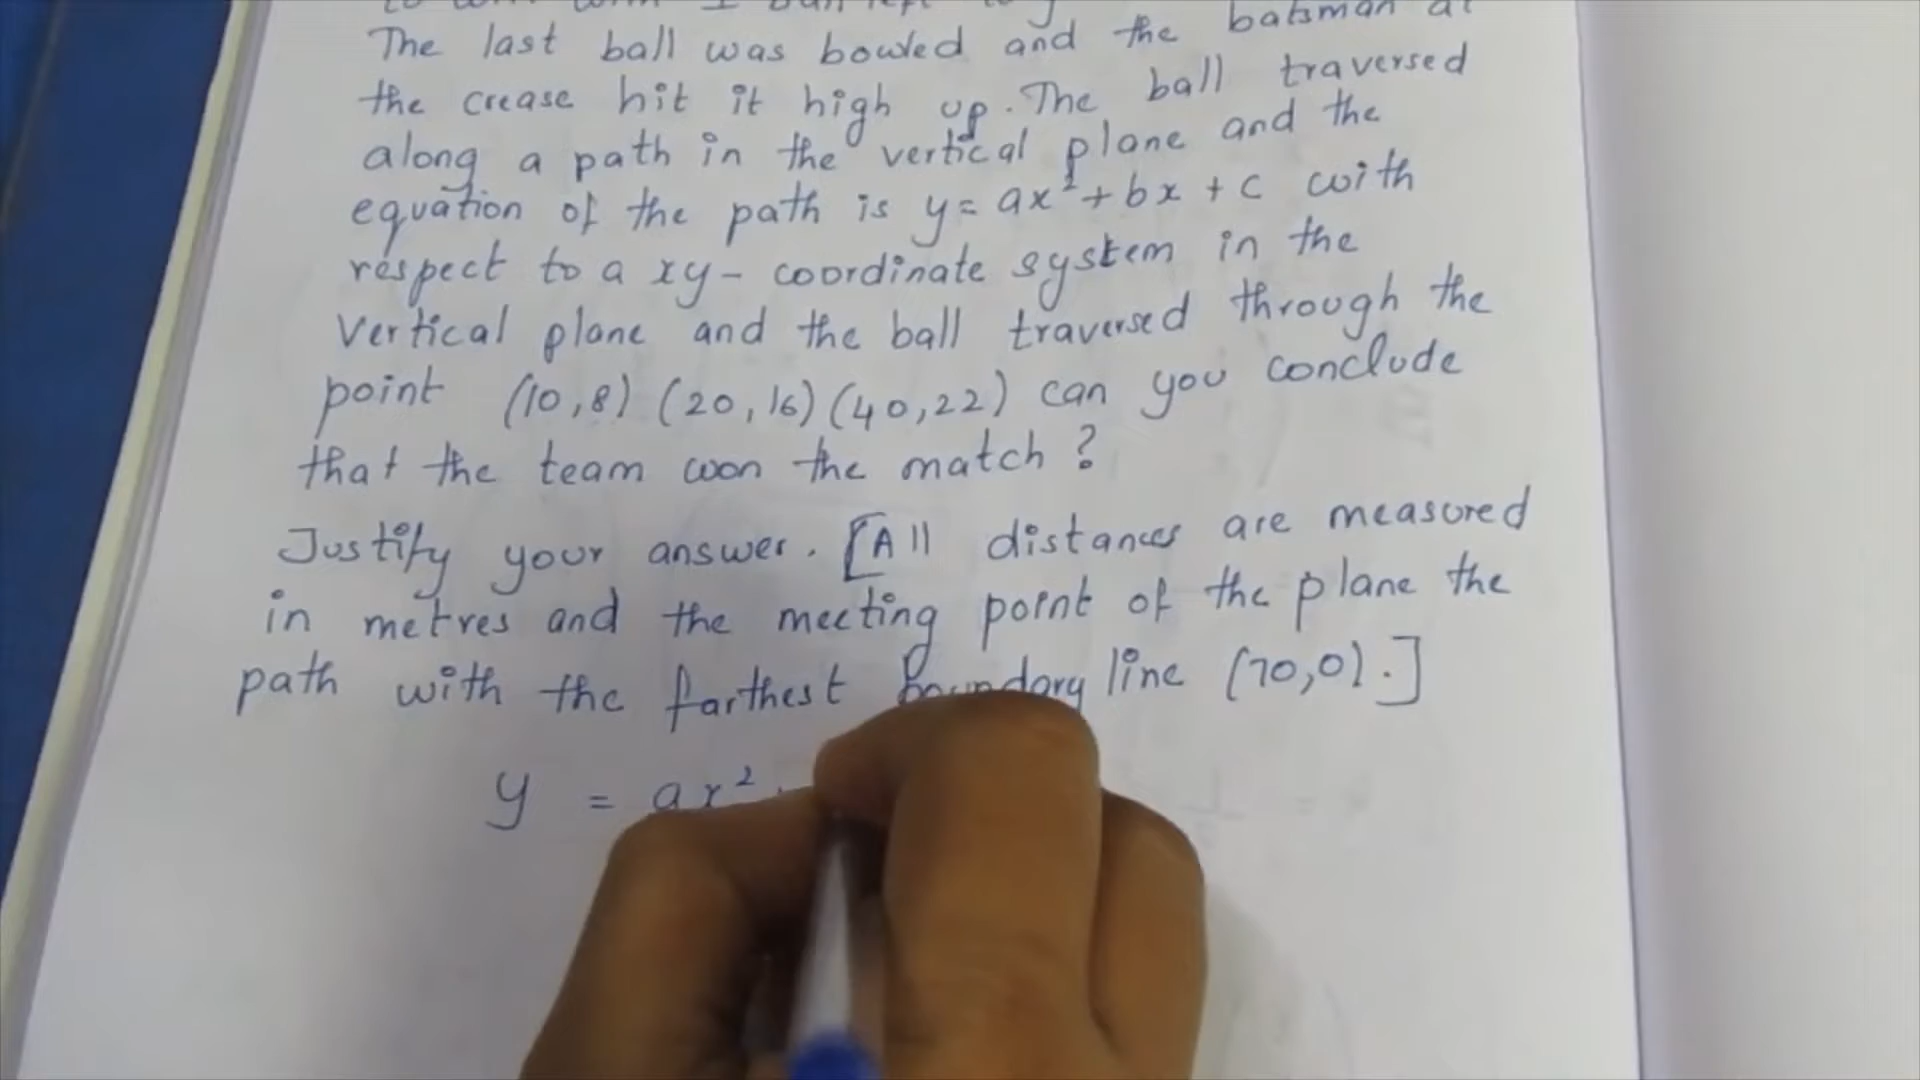 The last ball was bowled and the batsman at
the crease hit it high up. The ball traversed
along a path in the vertical plane and the
equation of the path is y = ax² + bx + c with
respect to a xy - coordinate system in the
Vertical plane and the ball traversed through the
point (10,8) (20,16) (40,22) can you conclude
that the team won the match ?
Justify your answer. [All distances are measured
in metres and the meeting point of the plane the
path with the farthest boundary line (70,0).]
y = ax²